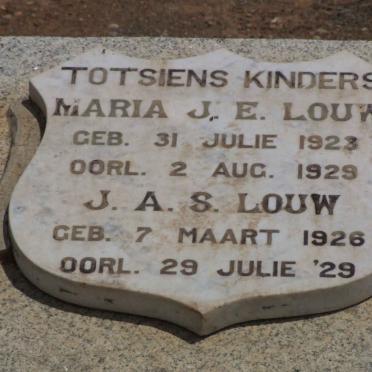 TOTSIENS KINDERS
MARIA J. E. LOUW
GEB. 31 JULIE 1923
OORL. 2 AUG. 1929
J. A. S. LOUW
GEB. 7 MAART 1926
OORL. 29 JULIE '29